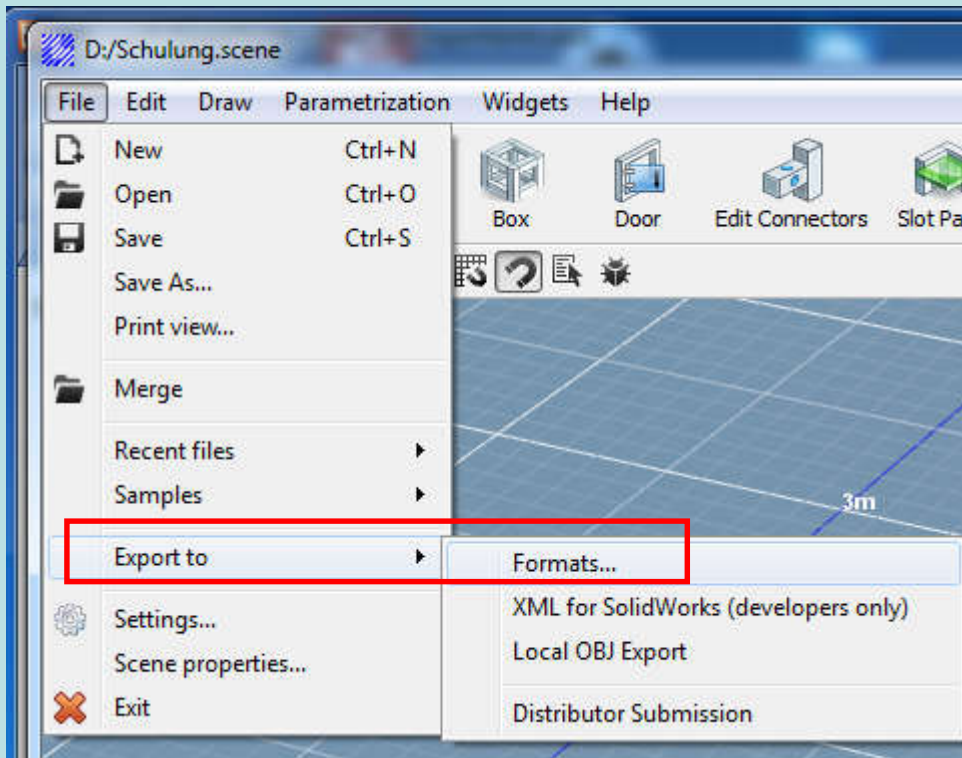 D:/Schulung.scene
File Edit Draw Parametrization Widgets Help
New Ctrl+N
Open Ctrl+O
Save Ctrl+S
Save As...
Print view...
Merge
Recent files
Samples
Export to
Settings...
Scene properties...
Exit
Box Door Edit Connectors Slot Pa
3m
Formats...
XML for SolidWorks (developers only)
Local OBJ Export
Distributor Submission